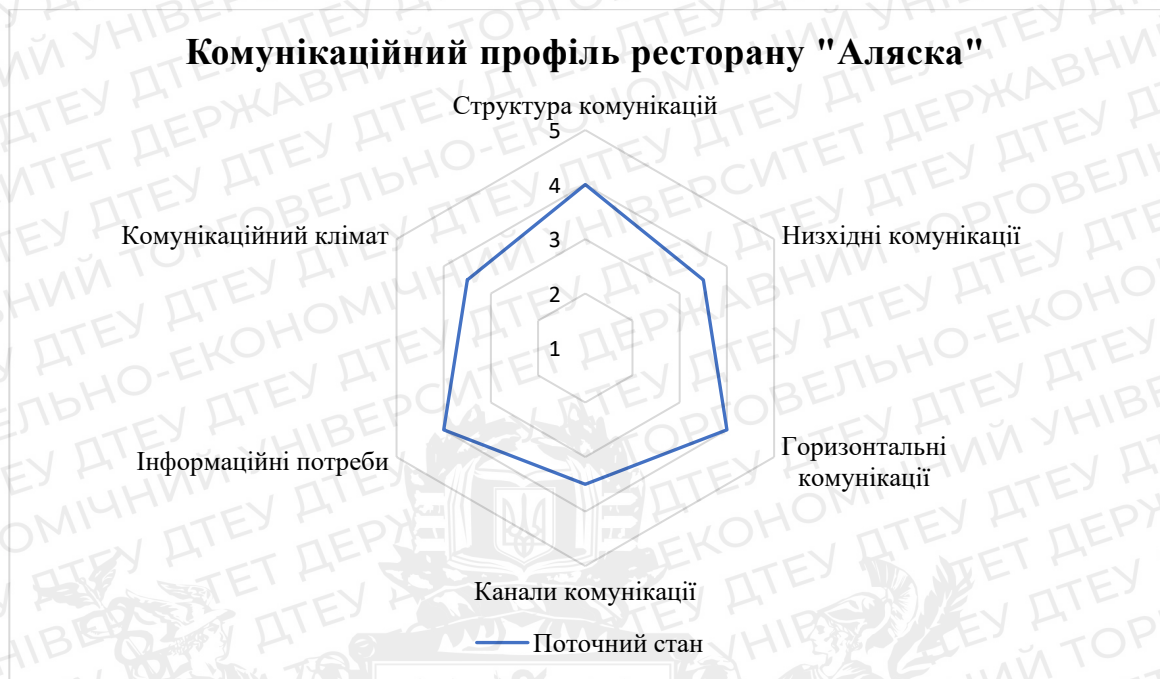 Комунікаційний профіль ресторану "Аляска"
Структура комунікацій
5
4
3
2
1
Низхідні комунікації
Горизонтальні
комунікації
Канали комунікації
Інформаційні потреби
Комунікаційний клімат
Поточний стан